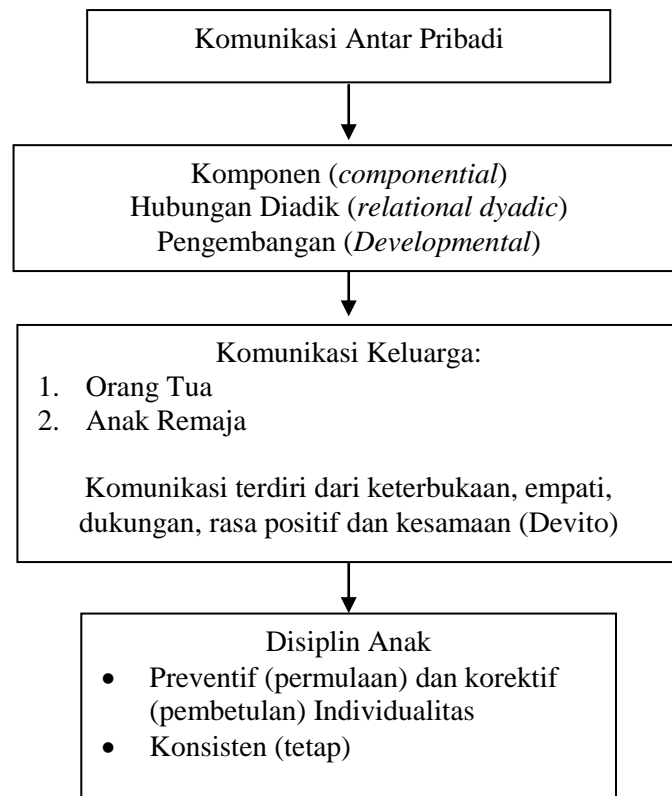 Komunikasi Antar Pribadi
Komponen (componential)
Hubungan Diadik (relational dyadic)
Pengembangan (Developmental)
Komunikasi Keluarga:
1. Orang Tua
2. Anak Remaja
Komunikasi terdiri dari keterbukaan, empati,
dukungan, rasa positif dan kesamaan (Devito)
Disiplin Anak
• Preventif (permulaan) dan korektif
(pembetulan) Individualitas
• Konsisten (tetap)